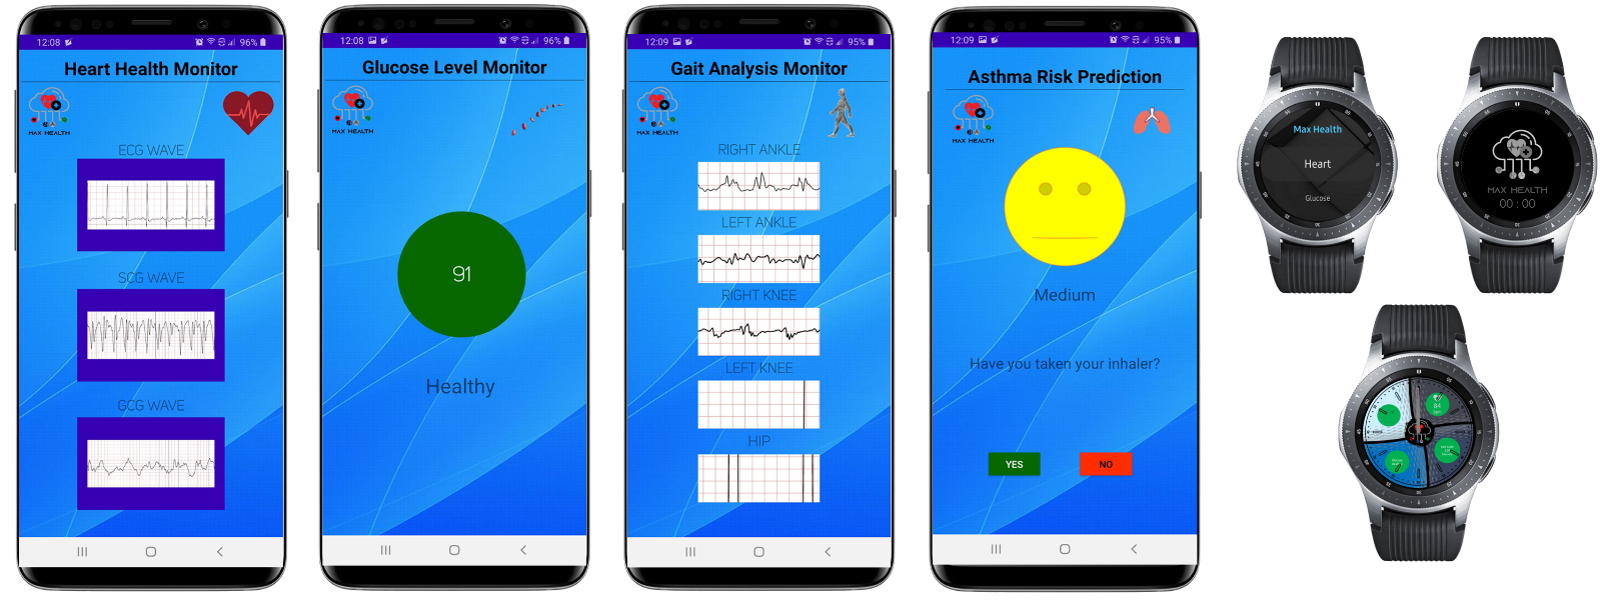 12:08
96%
Heart Health Monitor
MAX HEALTH
ECG WAVE
SCG WAVE
GCG WAVE
12:08
96%
Glucose Level Monitor
MAX HEALTH
91
Healthy
12:09
95%
Gait Analysis Monitor
MAX HEALTH
RIGHT ANKLE
LEFT ANKLE
RIGHT KNEE
LEFT KNEE
HIP
12:09
95%
Asthma Risk Prediction
MAX HEALTH
Medium
Have you taken your inhaler?
YES
NO
Max Health
Heart
Glucose
MAX HEALTH
00 : 00
84